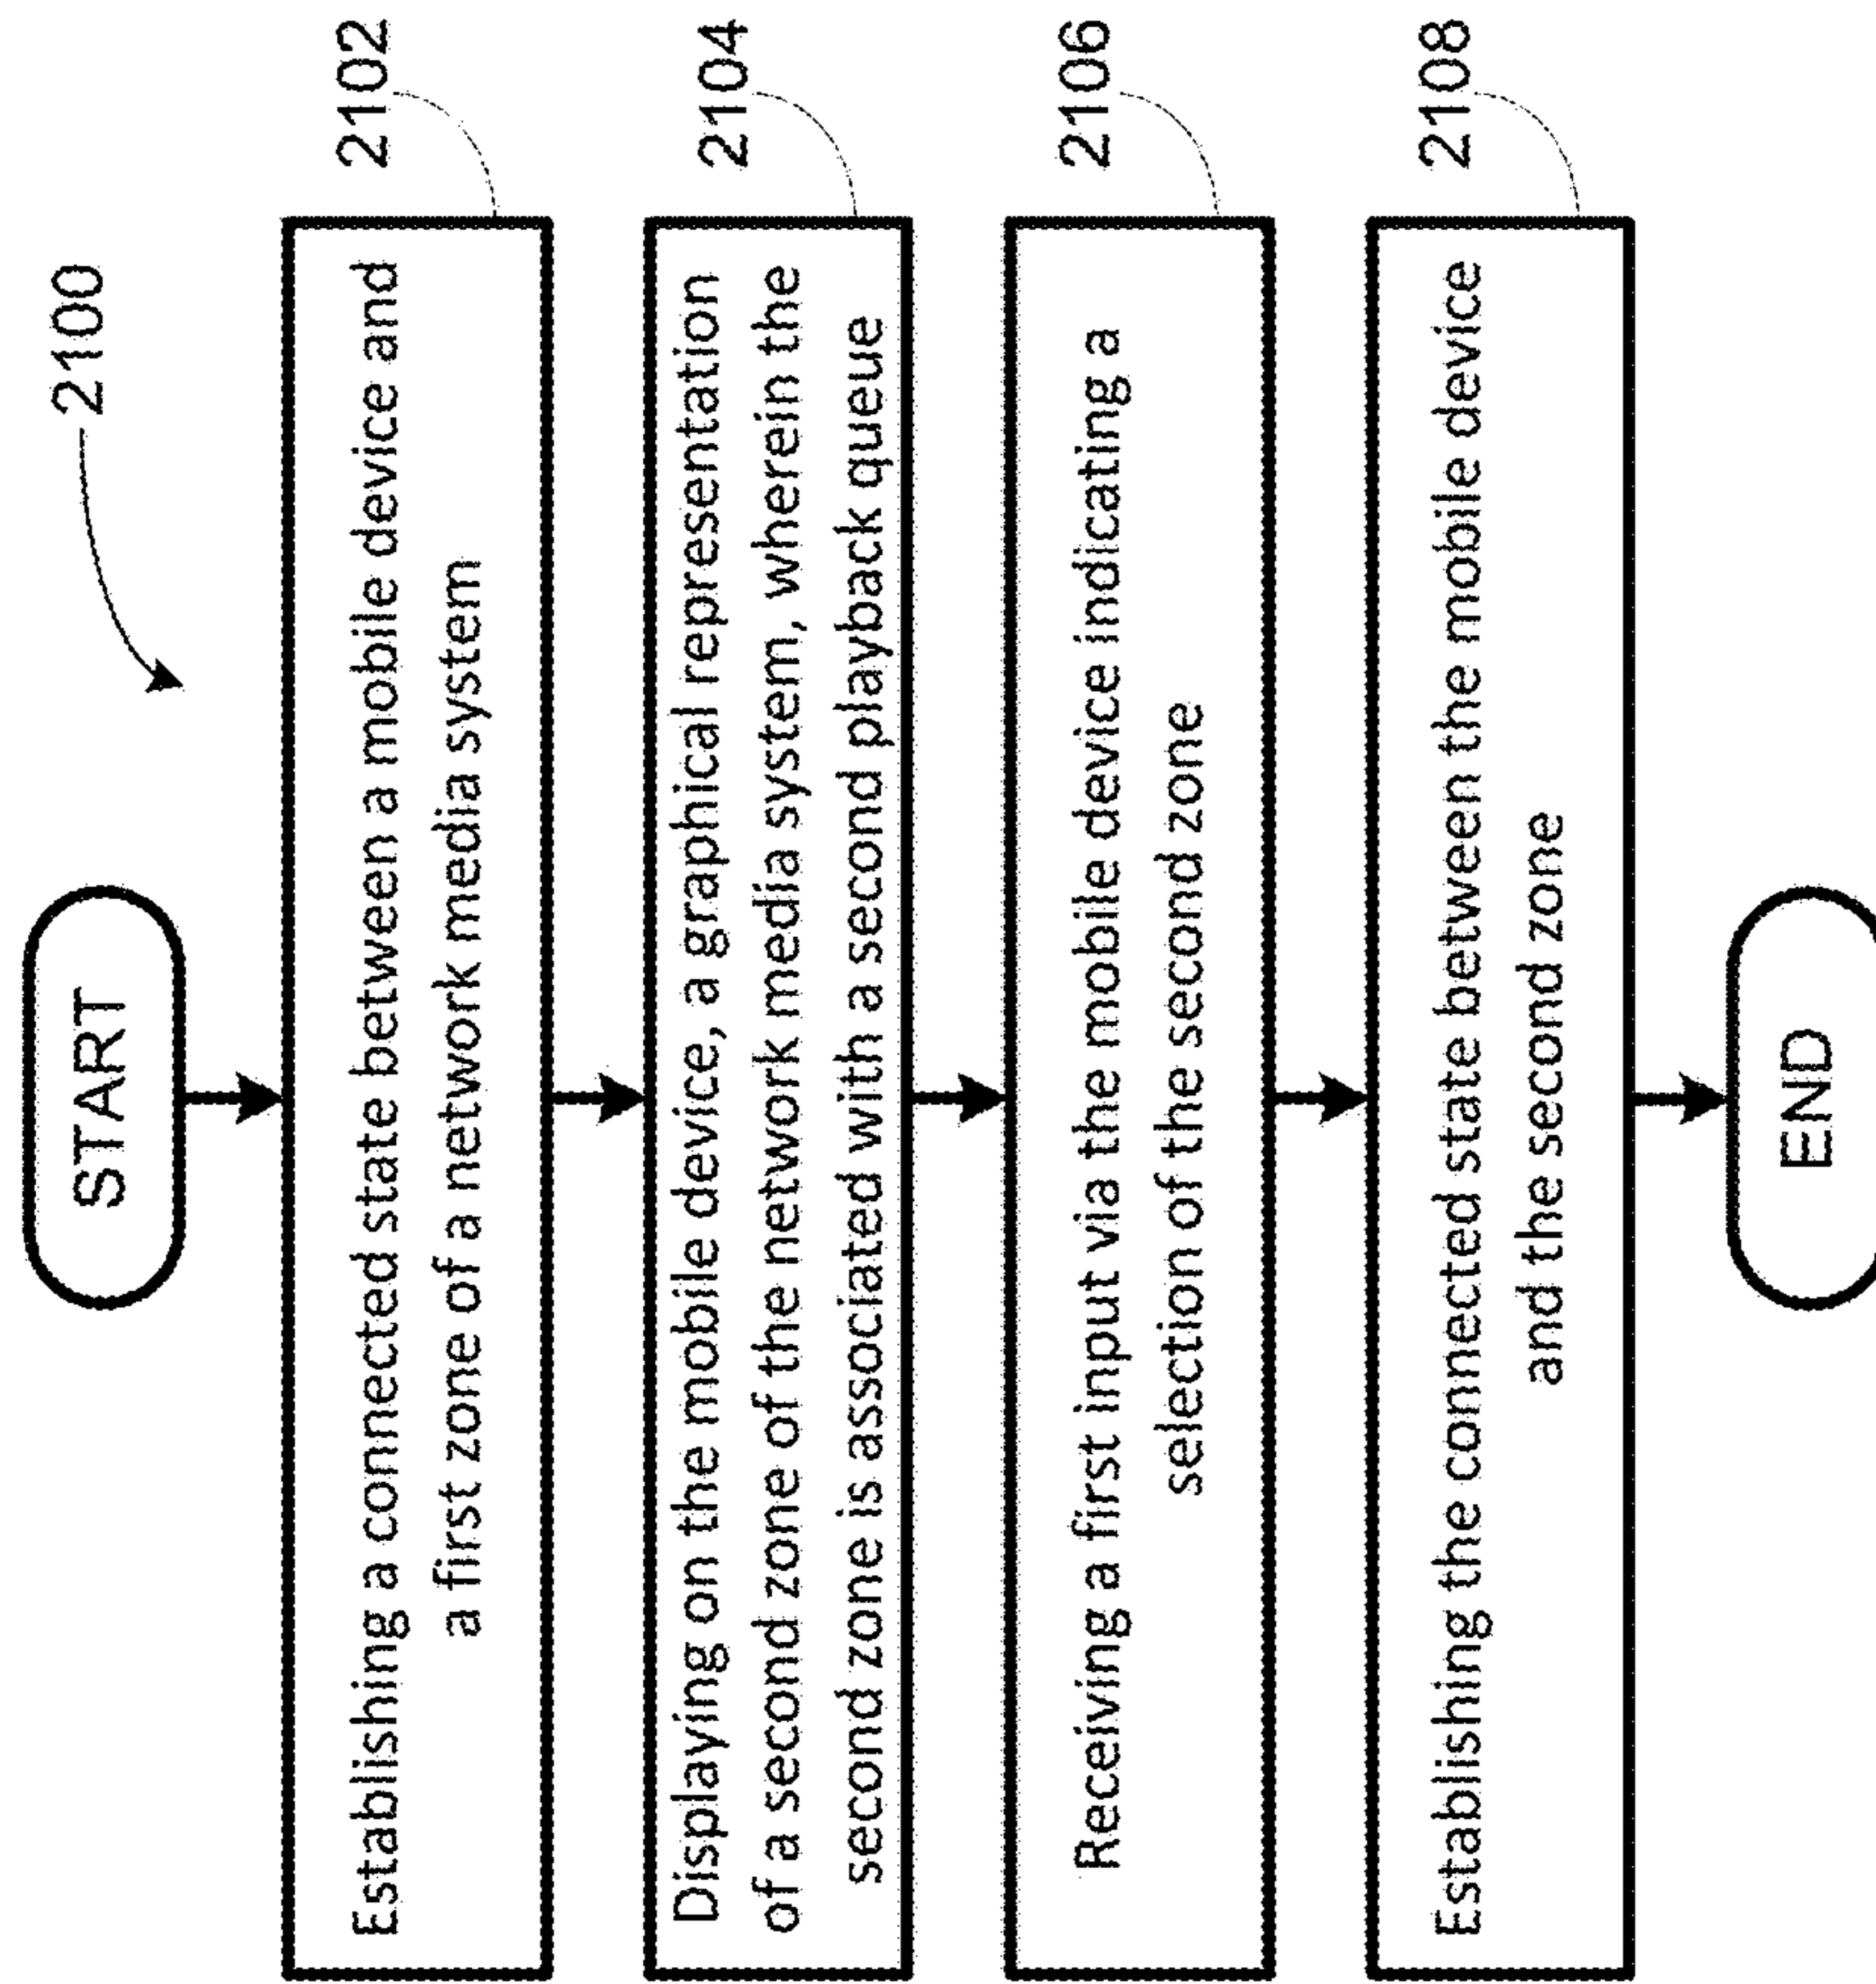 2100
START
Establishing a connected state between a mobile device and
a first zone of a network media system
2102
Displaying on the mobile device, a graphical representation
of a second zone of the network media system, wherein the
second zone is associated with a second playback queue
2104
Receiving a first input via the mobile device indicating a
selection of the second zone
2106
Establishing the connected state between the mobile device
and the second zone
2108
END